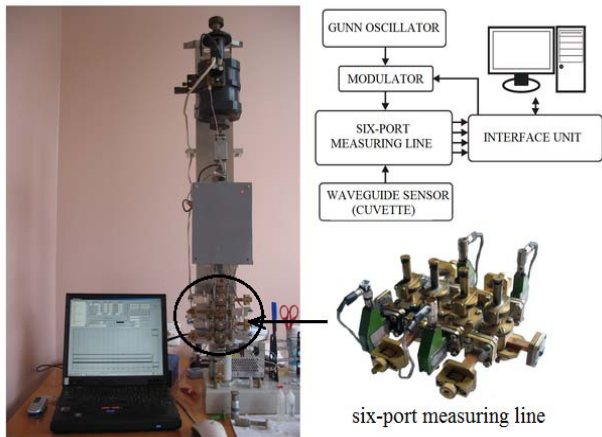 GUNN OSCILLATOR
MODULATOR
SIX-PORT
MEASURING LINE
INTERFACE UNIT
WAVEGUIDE SENSOR
(CUVETTE)
six-port measuring line